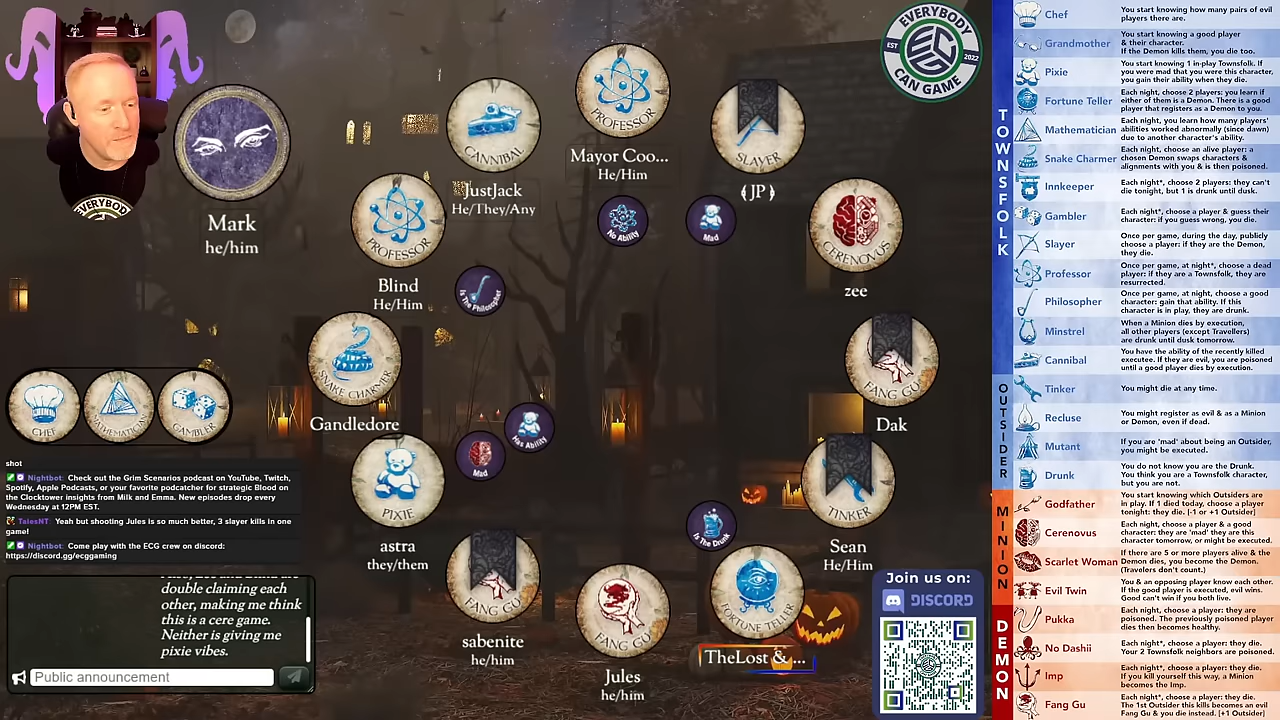 Mark
he/him
EVERYBODY
CANNIBAL
JustJack
He/They/Any
PROFESSOR
Mayor Coo...
He/Him
No Ability
Mad
SLAYER
(JP)
EVERYBODY
EST
2022
ECG
CAN GAME
PROFESSOR
Blind
He/Him
Is The Philosopher
CERENOVUS
zee
SNAKE CHARMER
Gandledore
Has Ability
Mad
FANG GU
Dak
CHEF
MATHEMATICIAN
GAMBLER
PIXIE
astra
they/them
FANG GU
sabenite
he/him
FANG GU
Jules
he/him
Is The Drunk
FORTUNE TELLER
TheLost & ...
TINKER
Sean
He/Him
shot
Nightbot: Check out the Grim Scenarios podcast on YouTube, Twitch,
Spotify, Apple Podcasts, or your favorite podcatcher for strategic Blood on
the Clocktower insights from Milk and Emma. New episodes drop every
Wednesday at 12PM EST.
TalesNT: Yeah but shooting Jules is so much better, 3 slayer kills in one
game!
Nightbot: Come play with the ECG crew on discord:
https://discord.gg/ecggaming
double claiming each
other, making me think
this is a cere game.
Neither is giving me
pixie vibes.
Public announcement
Join us on:
DISCORD
TOWNSFOLK
Chef
You start knowing how many pairs of evil
players there are.
Grandmother
You start knowing a good player
& their character.
If the Demon kills them, you die too.
Pixie
You start knowing 1 in-play Townsfolk. If
you were mad that you were this character,
you gain their ability when they die.
Fortune Teller
Each night, choose 2 players: you learn if
either of them is a Demon. There is a good
player that registers as a Demon to you.
Mathematician
Each night, you learn how many players'
abilities worked abnormally (since dawn)
due to another character's ability.
Snake Charmer
Each night, choose an alive player: a
chosen Demon swaps characters &
alignments with you & is then poisoned.
Innkeeper
Each night*, choose 2 players: they can't
die tonight, but 1 is drunk until dusk.
Gambler
Each night*, choose a player & guess their
character: if you guess wrong, you die.
Slayer
Once per game, during the day, publicly
choose a player: if they are the Demon,
they die.
Professor
Once per game, at night*, choose a dead
player: if they are a Townsfolk, they are
resurrected.
Philosopher
Once per game, at night, choose a good
character: gain that ability. If this
character is in play, they are drunk.
Minstrel
When a Minion dies by execution,
all other players (except Travellers)
are drunk until dusk tomorrow.
Cannibal
You have the ability of the recently killed
executee. If they are evil, you are poisoned
until a good player dies by execution.
OUTSIDER
Tinker
You might die at any time.
Recluse
You might register as evil & as a Minion
or Demon, even if dead.
Mutant
If you are 'mad' about being an Outsider,
you might be executed.
Drunk
You do not know you are the Drunk.
You think you are a Townsfolk character,
but you are not.
MINION
Godfather
You start knowing which Outsiders are
in play. If 1 died today, choose a player
tonight: they die. [-1 or +1 Outsider]
Cerenovus
Each night, choose a player & a good
character: they are 'mad' they are this
character tomorrow, or might be executed.
Scarlet Woman
If there are 5 or more players alive & the
Demon dies, you become the Demon.
(Travelers don't count.)
Evil Twin
You & an opposing player know each other.
If the good player is executed, evil wins.
Good can't win if you both live.
DEMON
Pukka
Each night, choose a player: they are
poisoned. The previously poisoned player
dies then becomes healthy.
No Dashii
Each night*, choose a player: they die.
Your 2 Townsfolk neighbors are poisoned.
Imp
Each night*, choose a player: they die.
If you kill yourself this way, a Minion
becomes the Imp.
Fang Gu
Each night*, choose a player: they die.
The 1st Outsider this kills becomes an evil
Fang Gu & you die instead. [+1 Outsider]